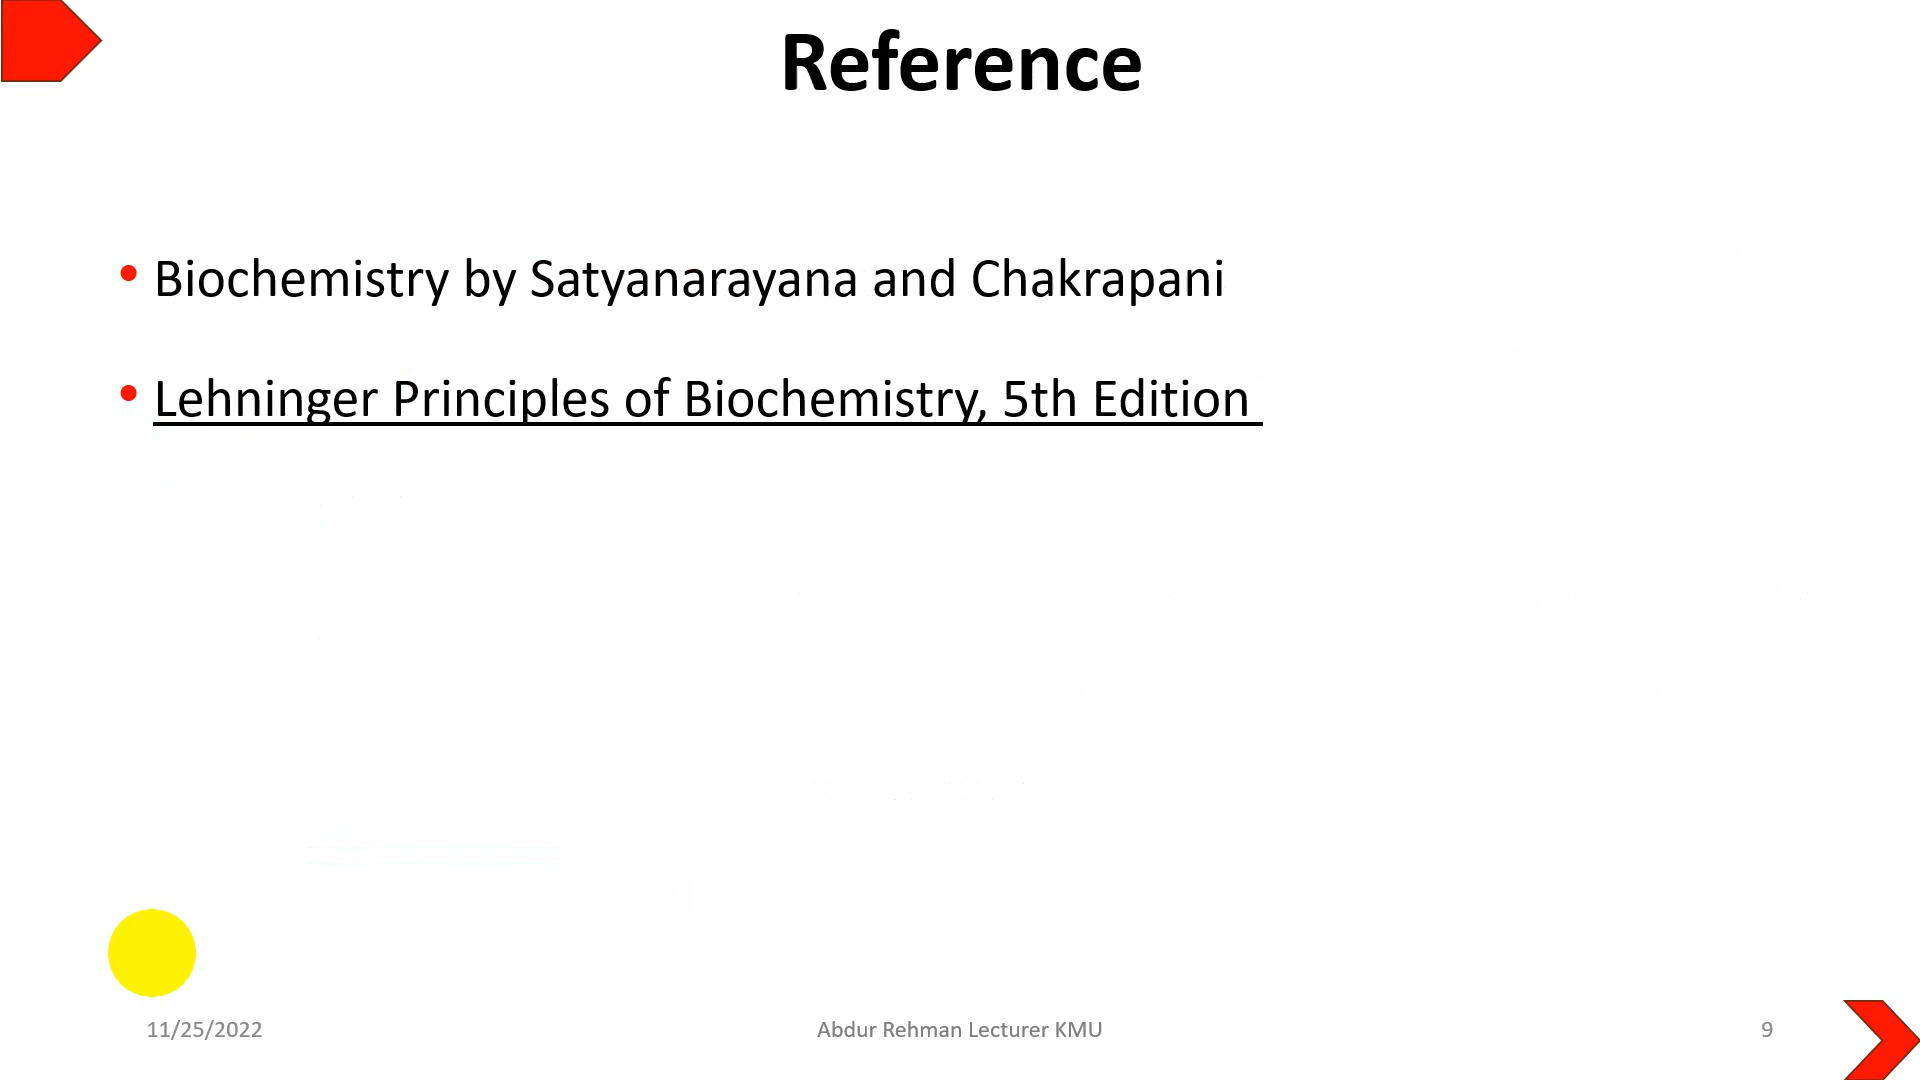 Reference
• Biochemistry by Satyanarayana and Chakrapani
• Lehninger Principles of Biochemistry, 5th Edition
11/25/2022
Abdur Rehman Lecturer KMU
9